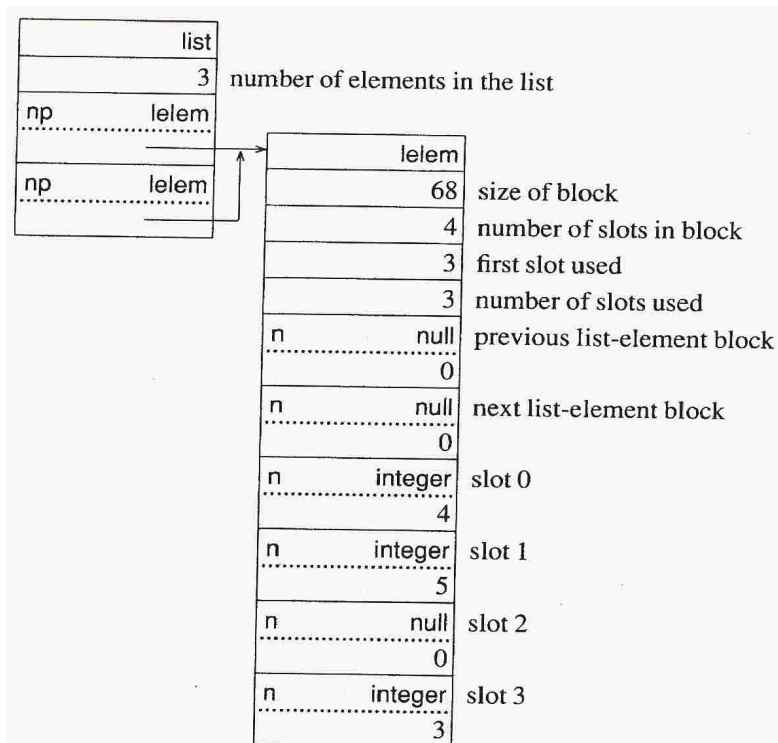 list
3 number of elements in the list
np lelem
np lelem
lelem
68 size of block
4 number of slots in block
3 first slot used
3 number of slots used
n null previous list-element block
0
n null next list-element block
0
n integer slot 0
4
n integer slot 1
5
n null slot 2
0
n integer slot 3
3